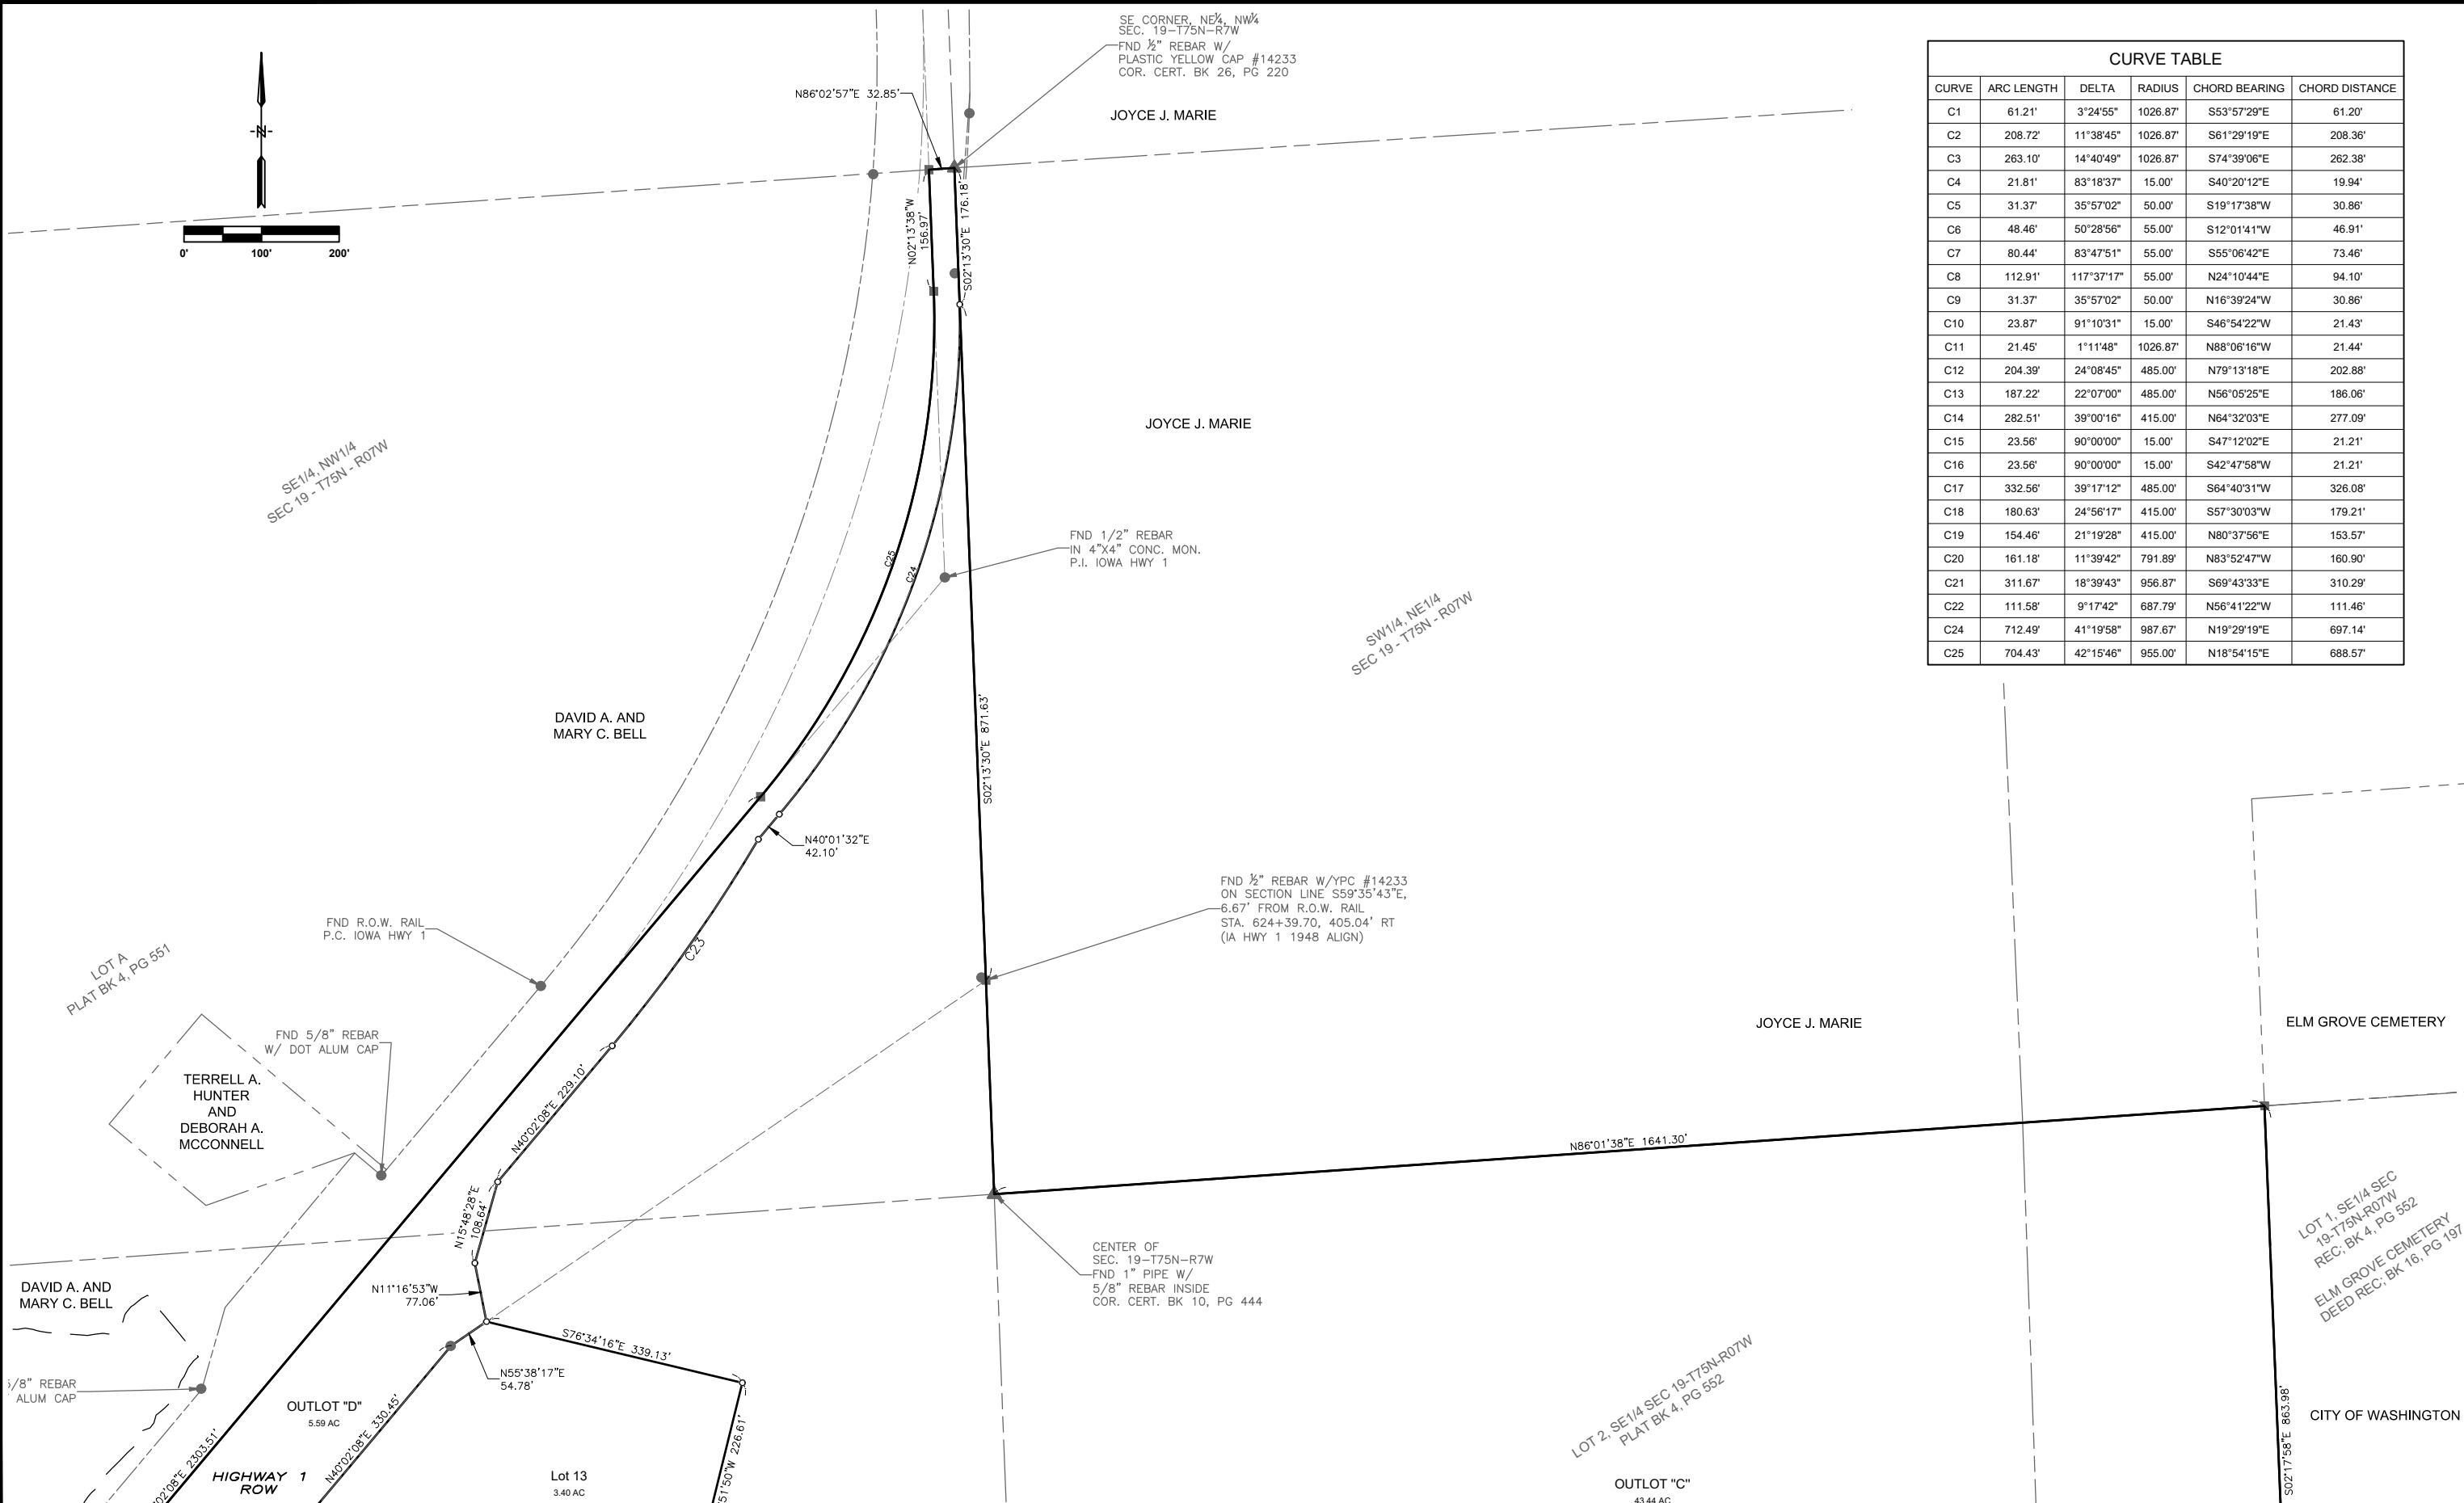 SE CORNER, NE¼, NW¼
SEC. 19-T75N-R7W
FND ½" REBAR W/
PLASTIC YELLOW CAP #14233
COR. CERT. BK 26, PG 220
N86°02'57"E 32.85'
JOYCE J. MARIE
-N-
0' 100' 200'
N02°13'38"W
156.97'
S02°13'30"E 176.18'
CURVE TABLE
CURVE ARC LENGTH DELTA RADIUS CHORD BEARING CHORD DISTANCE
C1 61.21' 3°24'55" 1026.87' S53°57'29"E 61.20'
C2 208.72' 11°38'45" 1026.87' S61°29'19"E 208.36'
C3 263.10' 14°40'49" 1026.87' S74°39'06"E 262.38'
C4 21.81' 83°18'37" 15.00' S40°20'12"E 19.94'
C5 31.37' 35°57'02" 50.00' S19°17'38"W 30.86'
C6 48.46' 50°28'56" 55.00' S12°01'41"W 46.91'
C7 80.44' 83°47'51" 55.00' S55°06'42"E 73.46'
C8 112.91' 117°37'17" 55.00' N24°10'44"E 94.10'
C9 31.37' 35°57'02" 50.00' N16°39'24"W 30.86'
C10 23.87' 91°10'31" 15.00' S46°54'22"W 21.43'
C11 21.45' 1°11'48" 1026.87' N88°06'16"W 21.44'
C12 204.39' 24°08'45" 485.00' N79°13'18"E 202.88'
C13 187.22' 22°07'00" 485.00' N56°05'25"E 186.06'
C14 282.51' 39°00'16" 415.00' N64°32'03"E 277.09'
C15 23.56' 90°00'00" 15.00' S47°12'02"E 21.21'
C16 23.56' 90°00'00" 15.00' S42°47'58"W 21.21'
C17 332.56' 39°17'12" 485.00' S64°40'31"W 326.08'
C18 180.63' 24°56'17" 415.00' S57°30'03"W 179.21'
C19 154.46' 21°19'28" 415.00' N80°37'56"E 153.57'
C20 161.18' 11°39'42" 791.89' N83°52'47"W 160.90'
C21 311.67' 18°39'43" 956.87' S69°43'33"E 310.29'
C22 111.58' 9°17'42" 687.79' N56°41'22"W 111.46'
C24 712.49' 41°19'58" 987.67' N19°29'19"E 697.14'
C25 704.43' 42°15'46" 955.00' N18°54'15"E 688.57'
JOYCE J. MARIE
SE1/4, NW1/4
SEC 19 - T75N - R07W
FND 1/2" REBAR
IN 4"X4" CONC. MON.
P.I. IOWA HWY 1
C25
C24
SW1/4, NE1/4
SEC 19 - T75N - R07W
DAVID A. AND
MARY C. BELL
S02°13'30"E 871.63'
N40°01'32"E
42.10'
FND ½" REBAR W/YPC #14233
ON SECTION LINE S59°35'43"E,
6.67' FROM R.O.W. RAIL
STA. 624+39.70, 405.04' RT
(IA HWY 1 1948 ALIGN)
FND R.O.W. RAIL
P.C. IOWA HWY 1
C23
LOT A
PLAT BK 4, PG 551
JOYCE J. MARIE
ELM GROVE CEMETERY
FND 5/8" REBAR
W/ DOT ALUM CAP
TERRELL A.
HUNTER
AND
DEBORAH A.
MCCONNELL
N40°02'08"E 229.10'
N86°01'38"E 1641.30'
N15°48'28"E
108.64'
CENTER OF
SEC. 19-T75N-R7W
FND 1" PIPE W/
5/8" REBAR INSIDE
COR. CERT. BK 10, PG 444
LOT 1, SE1/4 SEC
19-T75N-R07W
REC; BK 4, PG 552
ELM GROVE CEMETERY
DEED REC; BK 16, PG 197
DAVID A. AND
MARY C. BELL
N11°16'53"W
77.06'
S76°34'16"E 339.13'
N55°38'17"E
54.78'
5/8" REBAR
ALUM CAP
OUTLOT "D"
5.59 AC
N40°02'08"E 330.45'
02'08"E 2303.51'
HIGHWAY 1
ROW
Lot 13
3.40 AC
51'50"W 226.61'
LOT 2, SE1/4 SEC 19-T75N-R07W
PLAT BK 4, PG 552
OUTLOT "C"
43.44 AC
S02°17'58"E 863.98'
CITY OF WASHINGTON